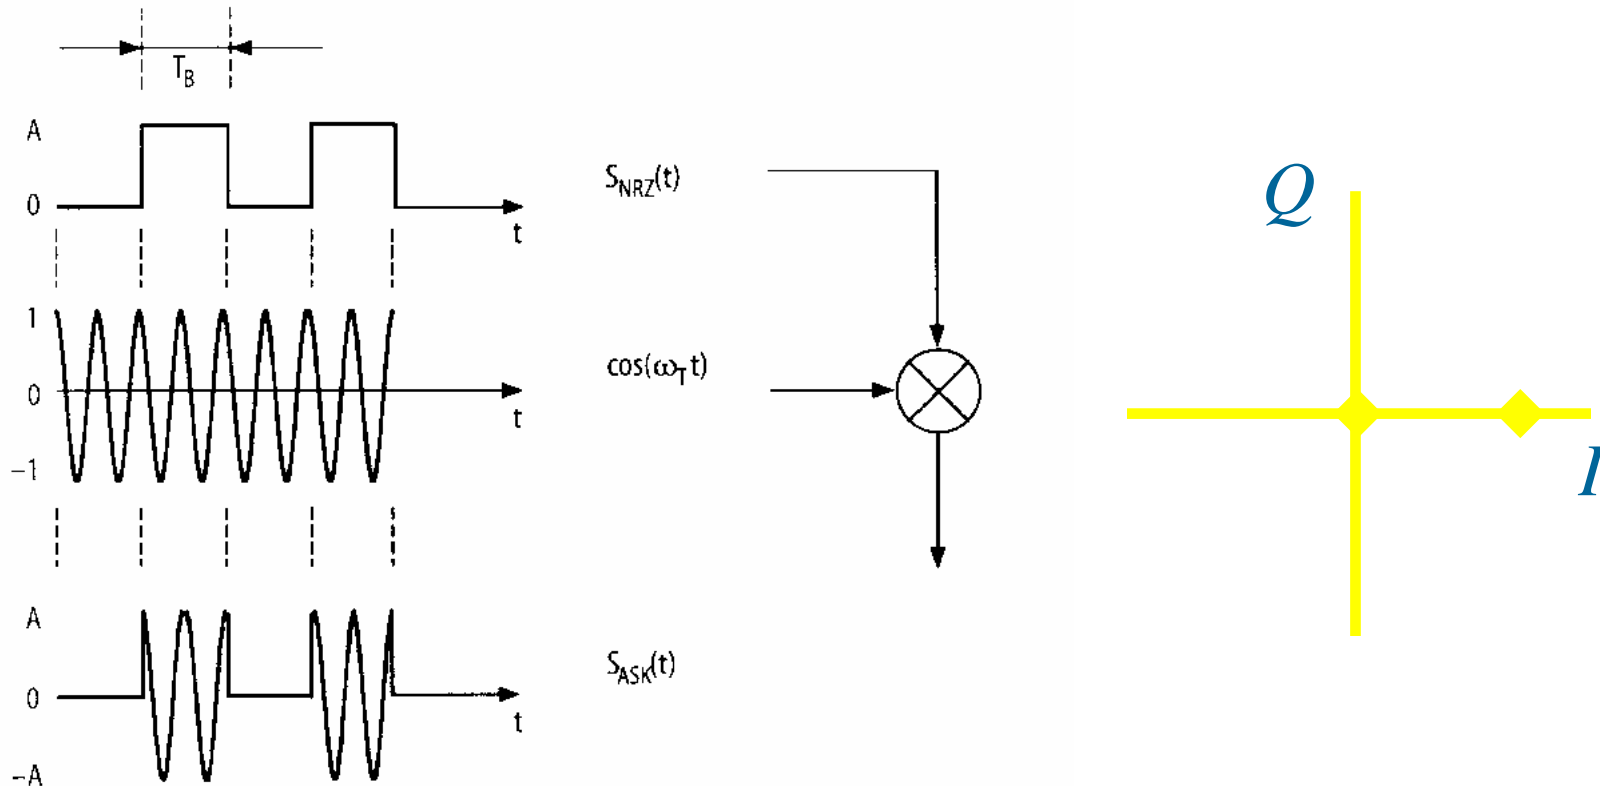 T_B
A
0
t
S_NRZ(t)
Q
1
0
-1
t
cos(ω_T t)
I
A
0
-A
t
S_ASK(t)